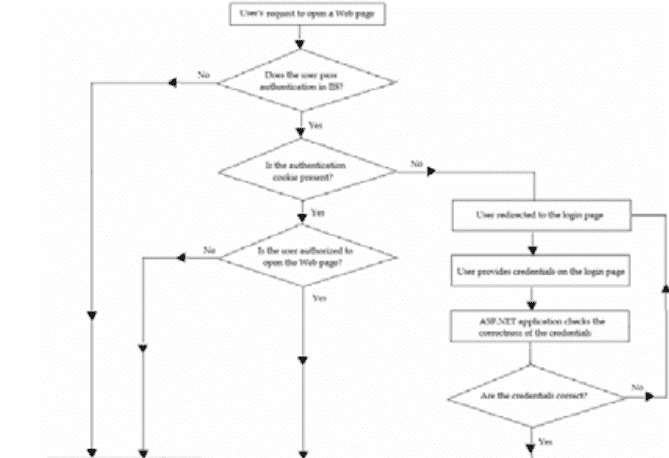 User's request to open a Web page
Does the user pass
authentication in IIS?
No
Yes
Is the authentication
cookie present?
No
Yes
User redirected to the login page
Is the user authorized to
open the Web page?
No
Yes
User provides credentials on the login page
ASP.NET application checks the
correctness of the credentials
Are the credentials correct?
No
Yes